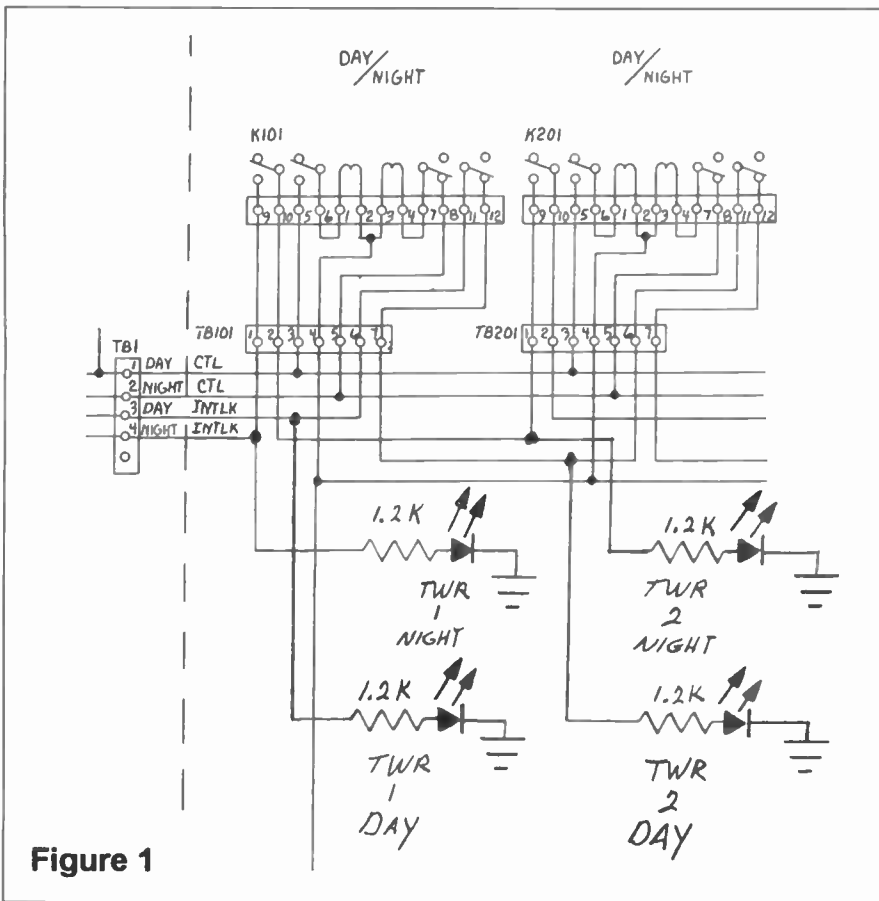 DAY/NIGHT
DAY/NIGHT
K101
K201
9 10 5 6 1 2 3 4 7 8 11 12
9 10 5 6 1 2 3 4 7 8 11 12
TB101
1 2 3 4 5 6 7
TB201
1 2 3 4 5 6 7
TB1
1 DAY CTL
2 NIGHT CTL
3 DAY INTLK
4 NIGHT INTLK
1.2K
TWR
1
NIGHT
1.2K
TWR
2
NIGHT
1.2K
TWR
1
DAY
1.2K
TWR
2
DAY
Figure 1